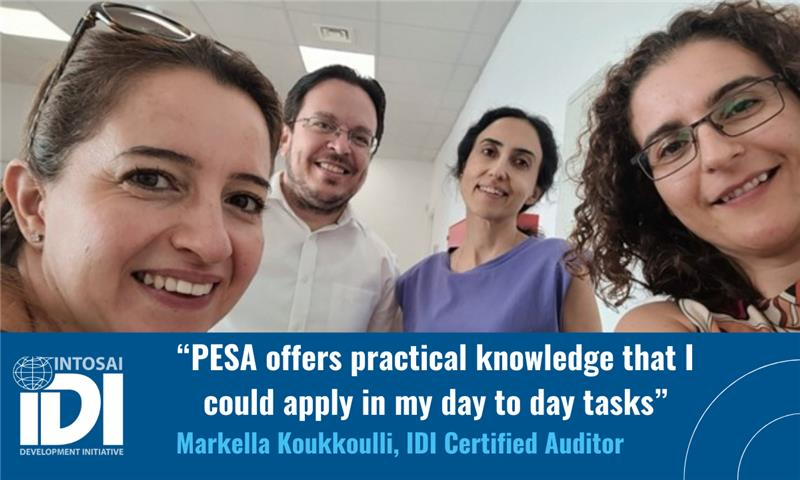 “PESA offers practical knowledge that I
could apply in my day to day tasks”
Markella Koukkoulli, IDI Certified Auditor
INTOSAI
IDI
DEVELOPMENT INITIATIVE